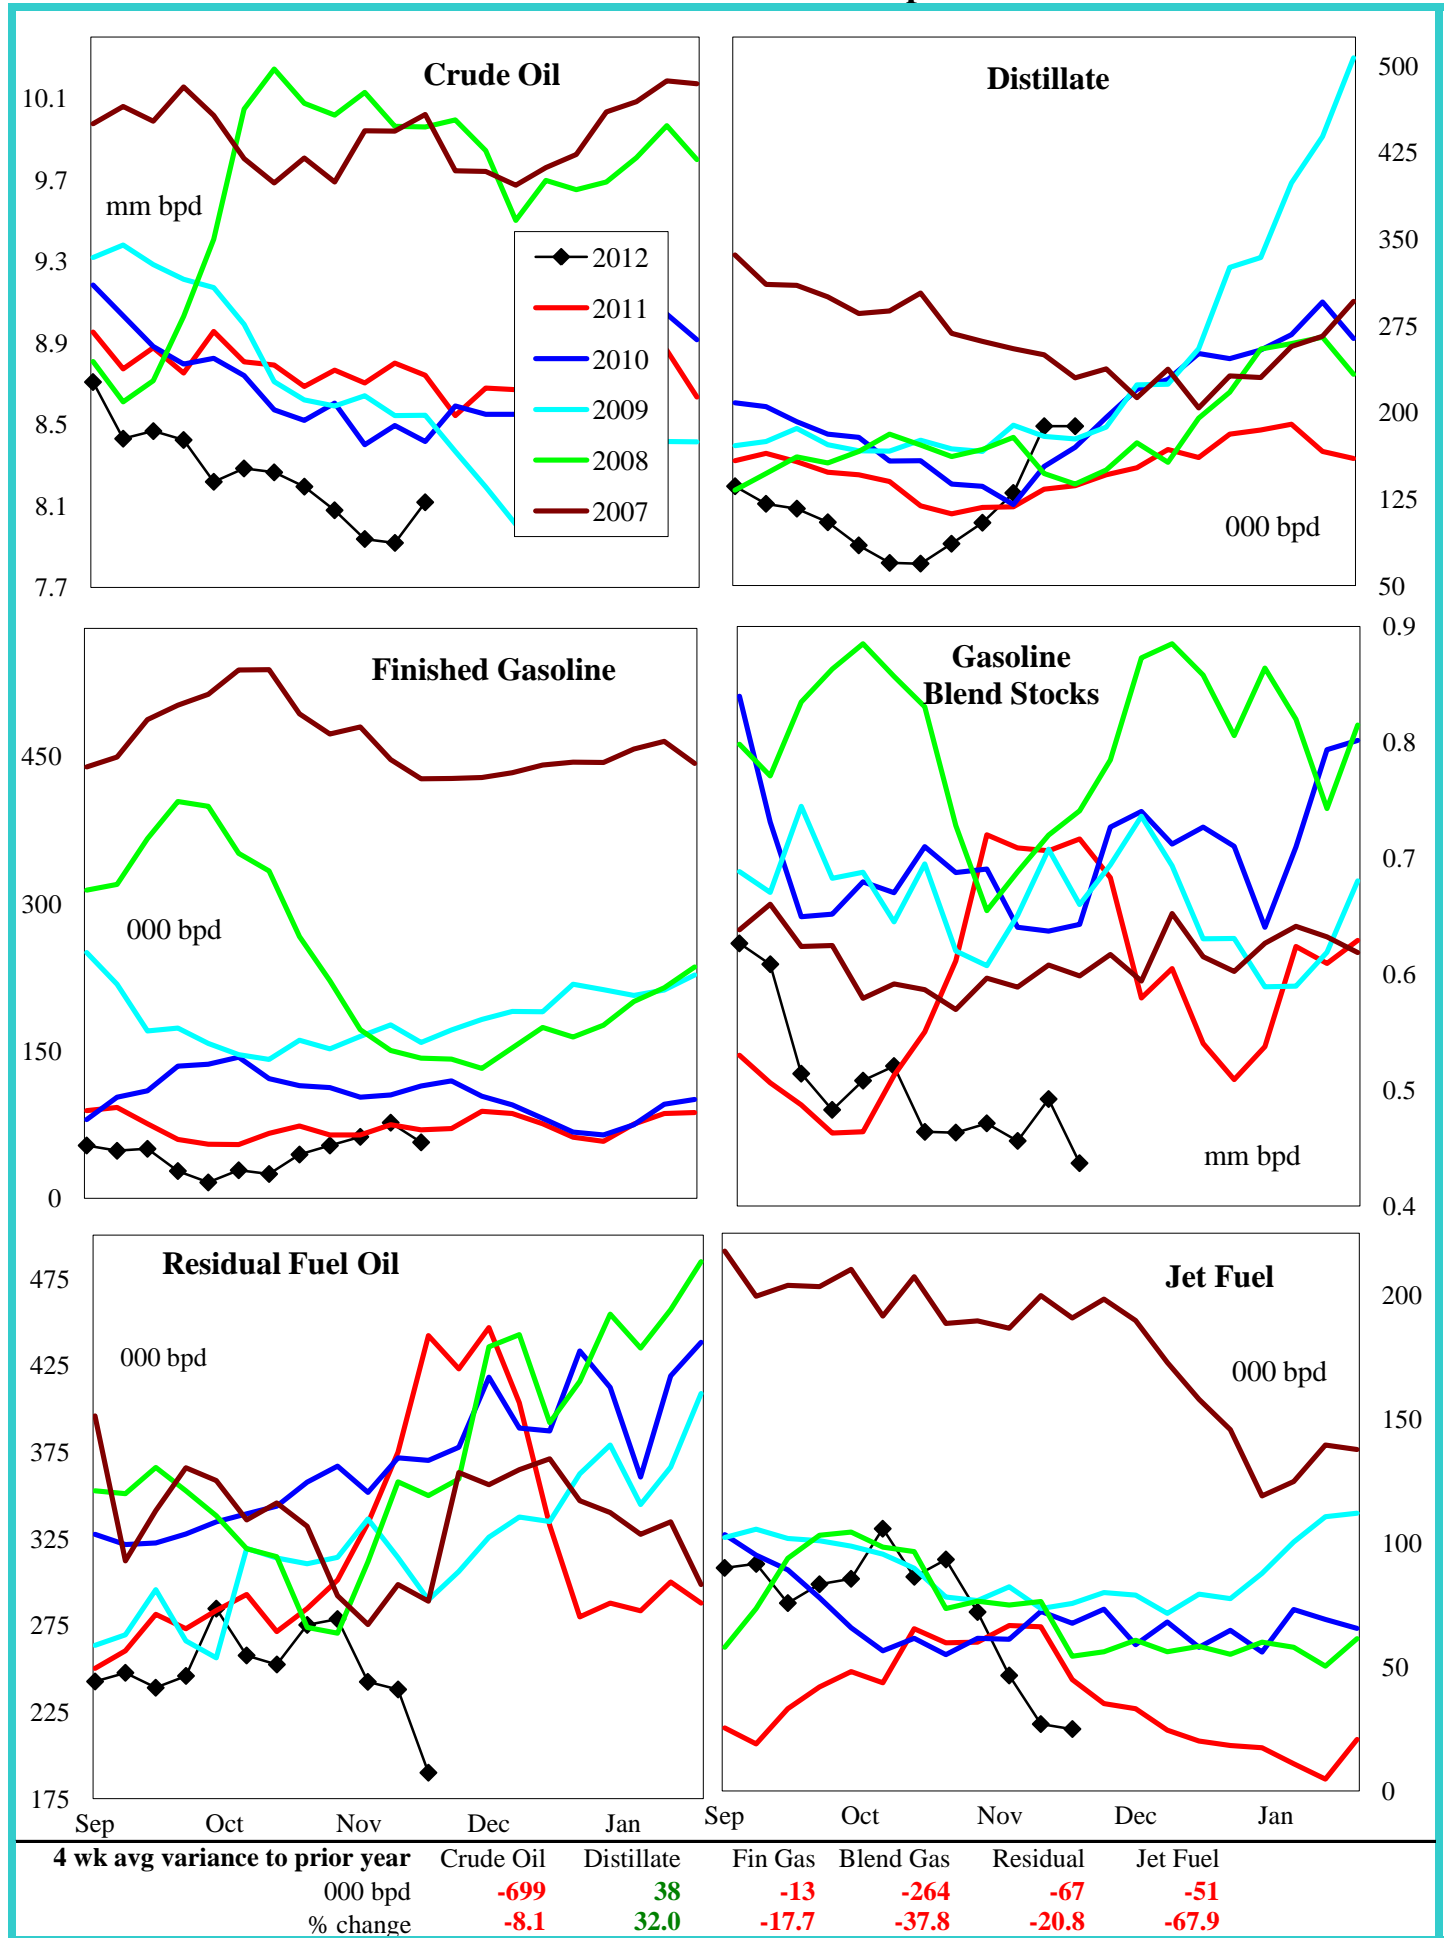 Crude Oil
10.1
9.7
9.3
8.9
8.5
8.1
7.7
mm bpd
2012
2011
2010
2009
2008
2007
Distillate
500
425
350
275
200
125
50
000 bpd
Finished Gasoline
450
300
150
0
000 bpd
Gasoline
Blend Stocks
0.9
0.8
0.7
0.6
0.5
0.4
mm bpd
Residual Fuel Oil
475
425
375
325
275
225
175
000 bpd
Sep Oct Nov Dec Jan
Jet Fuel
200
150
100
50
0
000 bpd
Sep Oct Nov Dec Jan
4 wk avg variance to prior year Crude Oil Distillate Fin Gas Blend Gas Residual Jet Fuel
000 bpd -699 38 -13 -264 -67 -51
% change -8.1 32.0 -17.7 -37.8 -20.8 -67.9